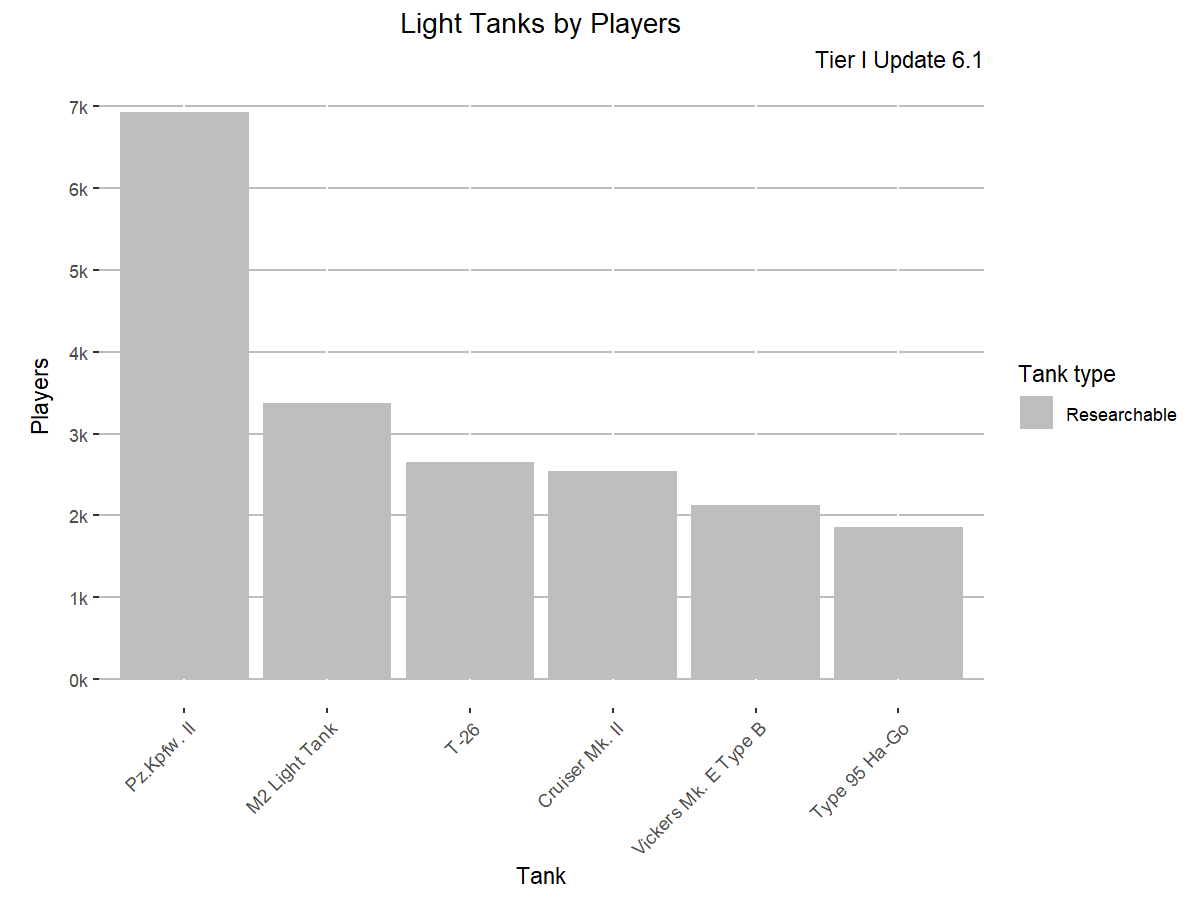 Light Tanks by Players
Tier I Update 6.1
7k
6k
5k
4k
3k
2k
1k
0k
Players
Pz.Kpfw. II
M2 Light Tank
T-26
Cruiser Mk. II
Vickers Mk. E Type B
Type 95 Ha-Go
Tank
Tank type
Researchable